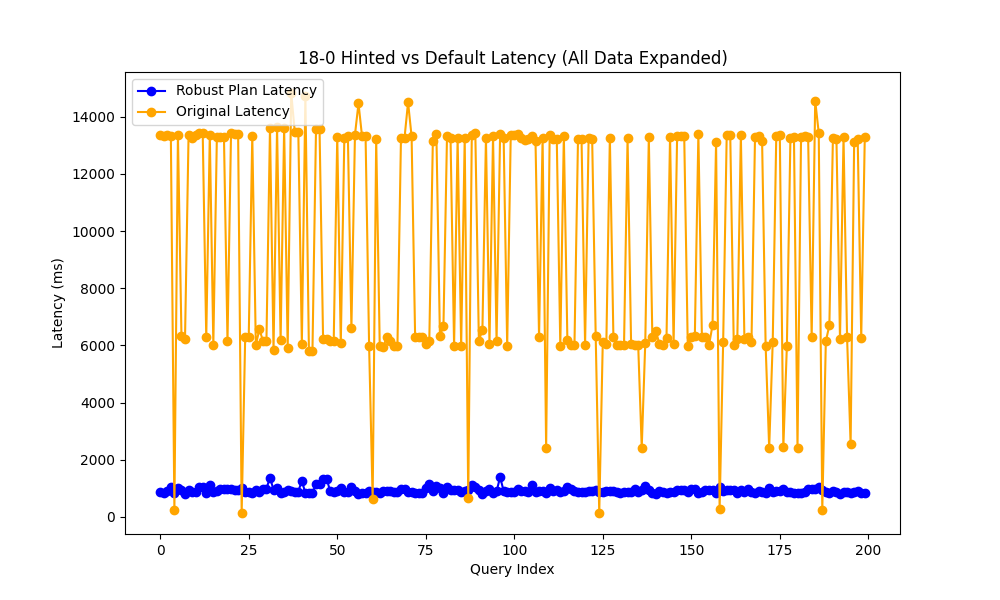 18-0 Hinted vs Default Latency (All Data Expanded)
Robust Plan Latency
Original Latency
Latency (ms)
14000
12000
10000
8000
6000
4000
2000
0
0 25 50 75 100 125 150 175 200
Query Index